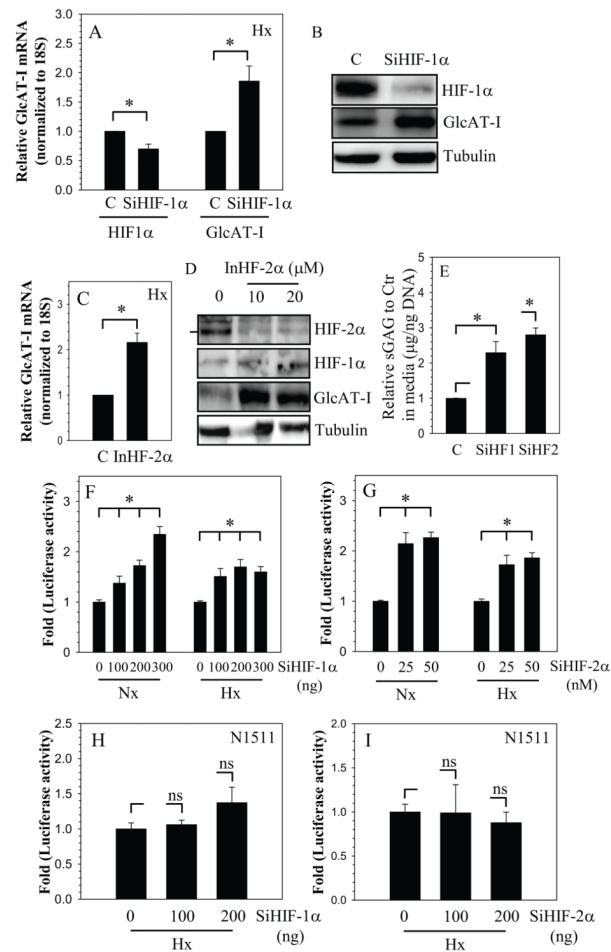 A
Hx
Relative GlcAT-I mRNA
(normalized to 18S)
3.0
2.5
2.0
1.5
1.0
0.5
0.0
*
*
C SiHIF-1α
C SiHIF-1α
HIF1α
GlcAT-I
B
C SiHIF-1α
HIF-1α
GlcAT-I
Tubulin
C
Hx
Relative GlcAT-I mRNA
(normalized to 18S)
3
2
1
0
*
C InHF-2α
D
InHF-2α (μM)
0 10 20
HIF-2α
HIF-1α
GlcAT-I
Tubulin
E
Relative sGAG to Ctr
in media (μg/ng DNA)
5
4
3
2
1
0
*
*
C SiHF1 SiHF2
F
Fold (Luciferase activity)
3
2
1
0
*
*
0 100 200 300 0 100 200 300 SiHIF-1α
(ng)
Nx
Hx
G
Fold (Luciferase activity)
3
2
1
0
*
*
0 25 50 0 25 50 SiHIF-2α
(nM)
Nx
Hx
H
N1511
Fold (Luciferase activity)
2.5
2.0
1.5
1.0
0.5
0.0
ns
ns
0 100 200 SiHIF-1α
(ng)
Hx
I
N1511
Fold (Luciferase activity)
2.0
1.5
1.0
0.5
0.0
ns
ns
0 100 200 SiHIF-2α
(ng)
Hx